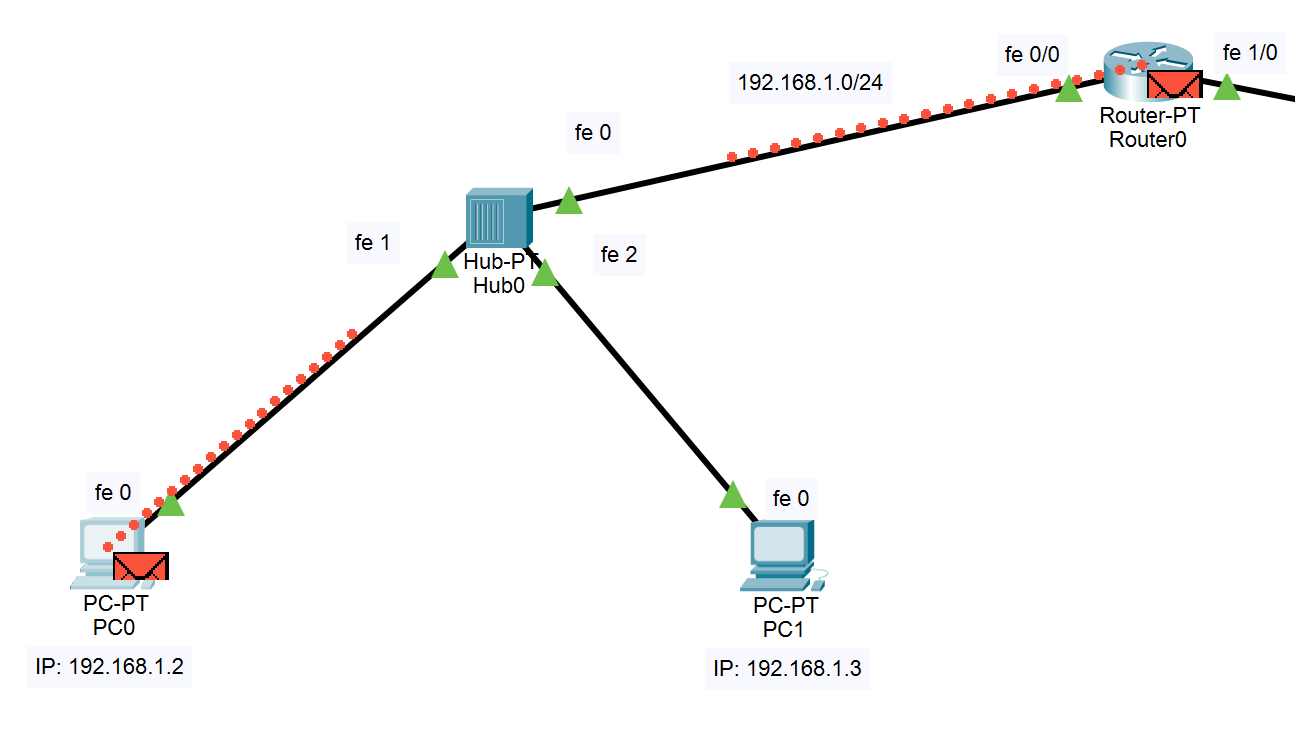 fe 0/0
fe 1/0
192.168.1.0/24
Router-PT
Router0
fe 0
fe 1
fe 2
Hub-PT
Hub0
fe 0
fe 0
PC-PT
PC0
PC-PT
PC1
IP: 192.168.1.2
IP: 192.168.1.3